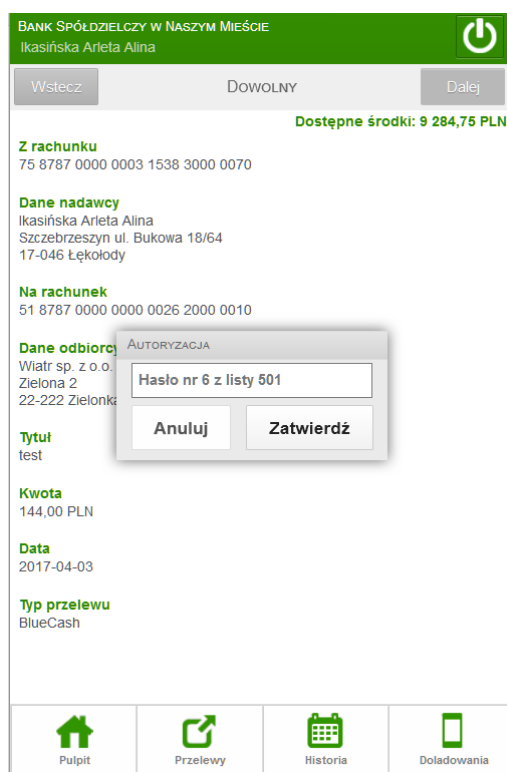 Bank Spółdzielczy w Naszym Mieście
Ikasińska Arleta Alina
Wstecz
Dowolny
Dalej
Dostępne środki: 9 284,75 PLN
Z rachunku
75 8787 0000 0003 1538 3000 0070
Dane nadawcy
Ikasińska Arleta Alina
Szczebrzeszyn ul. Bukowa 18/64
17-046 Łękołody
Na rachunek
51 8787 0000 0000 0026 2000 0010
Dane odbiorcy
Wiatr sp. z o.o.
Zielona 2
22-222 Zielonka
Autoryzacja
Hasło nr 6 z listy 501
Anuluj
Zatwierdź
Tytuł
test
Kwota
144,00 PLN
Data
2017-04-03
Typ przelewu
BlueCash
Pulpit
Przelewy
Historia
Doładowania